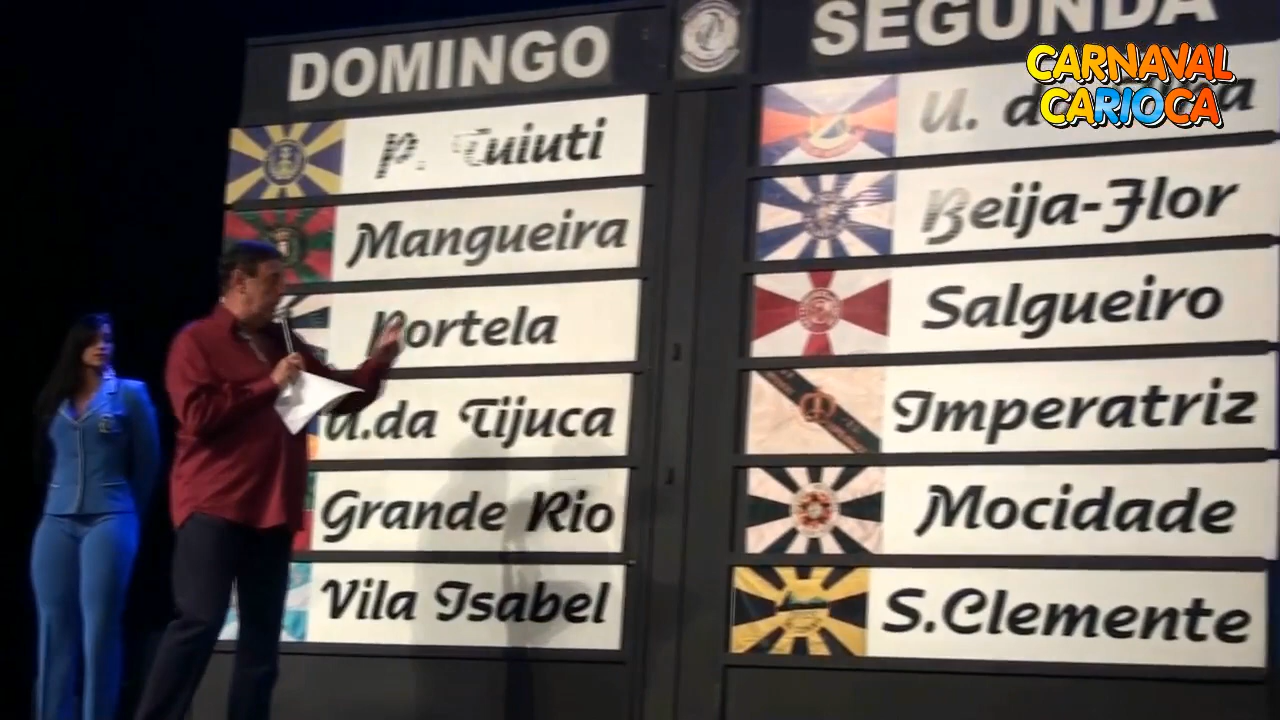 DOMINGO
P. Tuiuti
Mangueira
Portela
U.da Tijuca
Grande Rio
Vila Isabel
SEGUNDA
U.
Beija-Flor
Salgueiro
Imperatriz
Mocidade
S.Clemente
CARNAVAL
CARIOCA